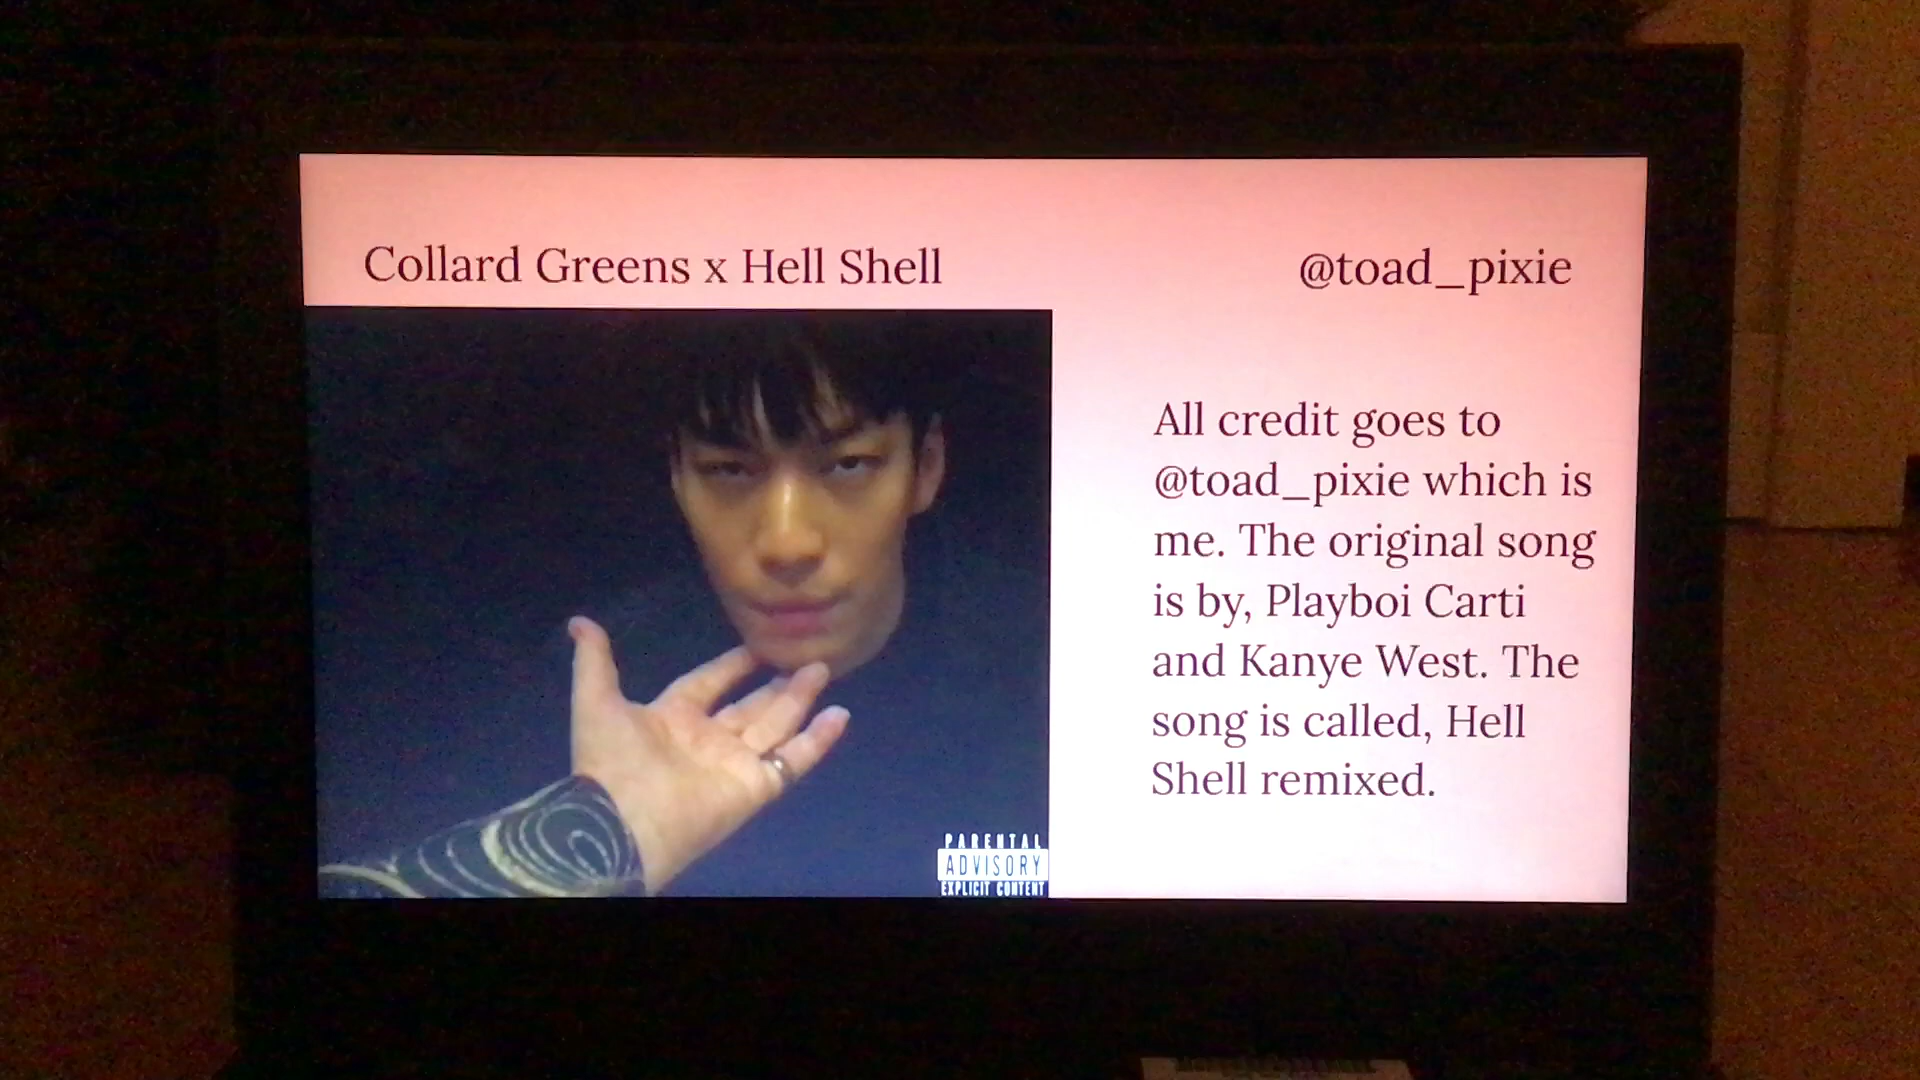 Collard Greens x Hell Shell
@toad_pixie
All credit goes to
@toad_pixie which is
me. The original song
is by, Playboi Carti
and Kanye West. The
song is called, Hell
Shell remixed.
PARENTAL
ADVISORY
EXPLICIT CONTENT